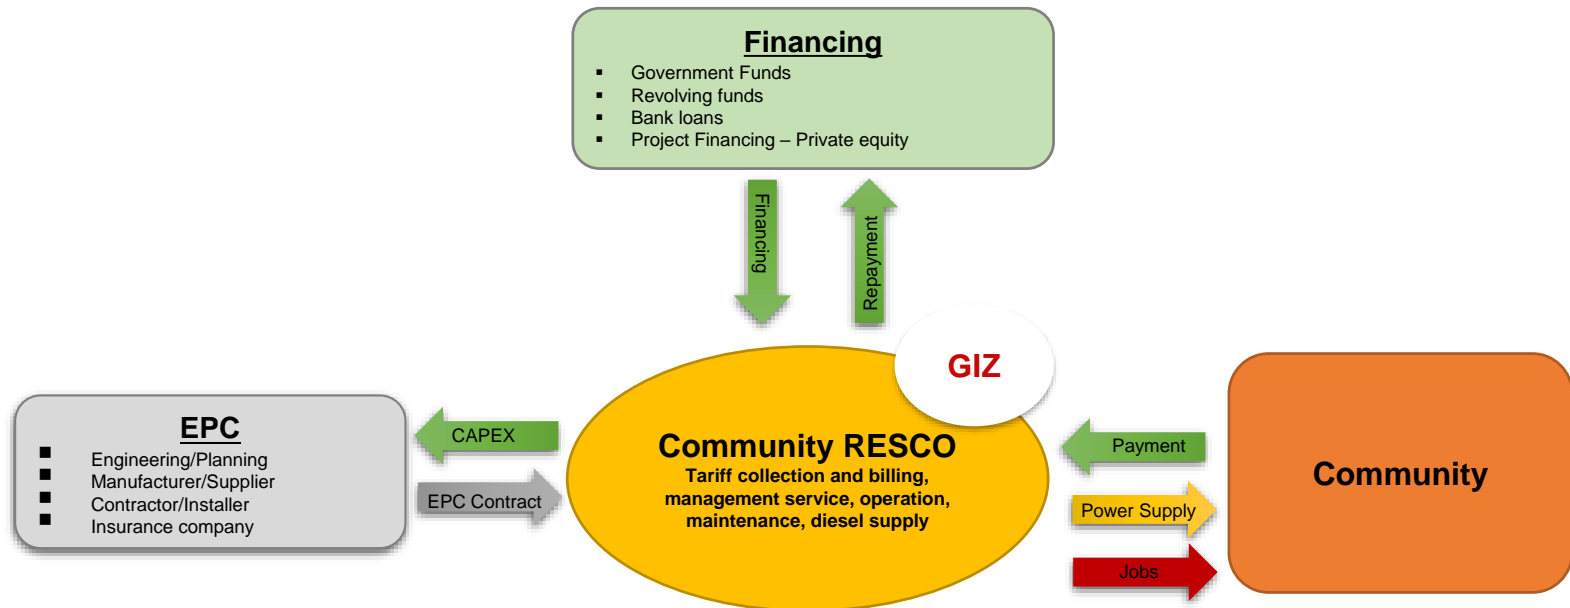 Financing
▪ Government Funds
▪ Revolving funds
▪ Bank loans
▪ Project Financing – Private equity
Financing
Repayment
GIZ
EPC
▪ Engineering/Planning
▪ Manufacturer/Supplier
▪ Contractor/Installer
▪ Insurance company
CAPEX
EPC Contract
Community RESCO
Tariff collection and billing,
management service, operation,
maintenance, diesel supply
Payment
Power Supply
Jobs
Community